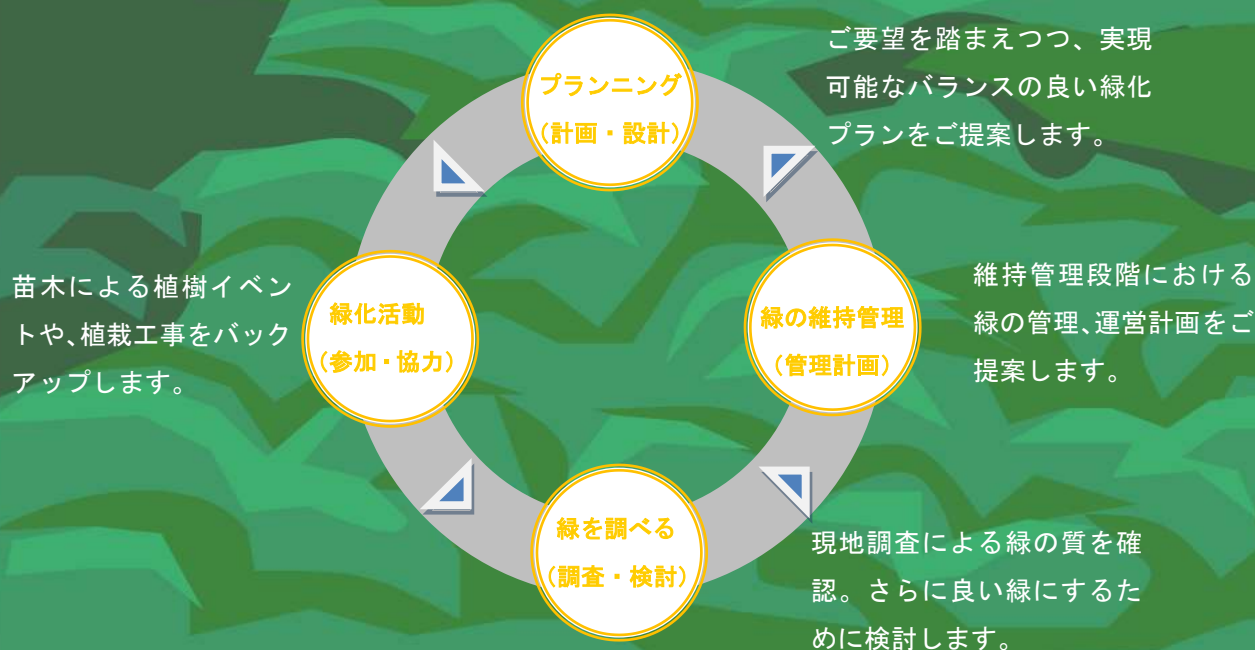 プランニング
（計画・設計）
ご要望を踏まえつつ、実現
可能なバランスの良い緑化
プランをご提案します。
苗木による植樹イベン
トや、植栽工事をバック
アップします。
緑化活動
（参加・協力）
緑の維持管理
（管理計画）
維持管理段階における
緑の管理、運営計画をご
提案します。
緑を調べる
（調査・検討）
現地調査による緑の質を確
認。さらに良い緑にするた
めに検討します。